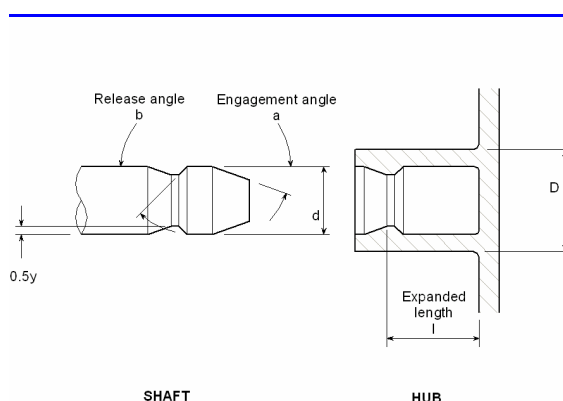 Release angle
b
Engagement angle
a
d
D
0.5y
Expanded
length
l
SHAFT
HUB